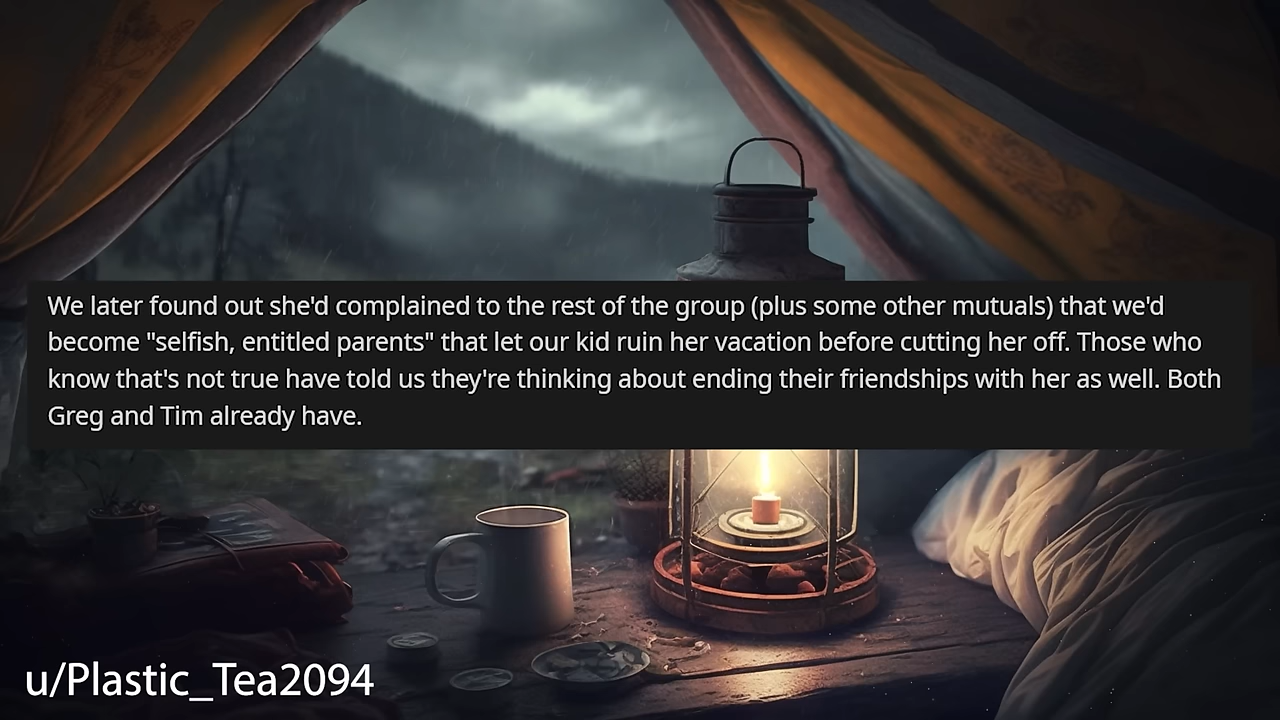 We later found out she'd complained to the rest of the group (plus some other mutuals) that we'd
become "selfish, entitled parents" that let our kid ruin her vacation before cutting her off. Those who
know that's not true have told us they're thinking about ending their friendships with her as well. Both
Greg and Tim already have.
u/Plastic_Tea2094